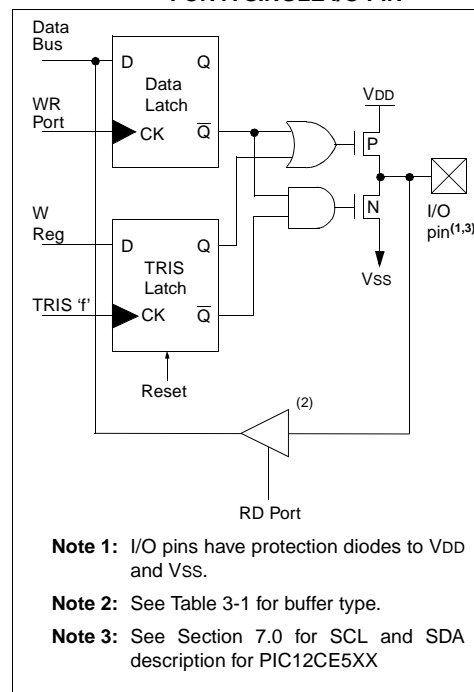 Data
Bus
D Q
Data
Latch
WR
Port
CK Q
VDD
P
N
I/O
pin(1,3)
W
Reg
D Q
TRIS
Latch
VSS
TRIS 'f'
CK Q
Reset
(2)
RD Port
Note 1: I/O pins have protection diodes to VDD
and VSS.
Note 2: See Table 3-1 for buffer type.
Note 3: See Section 7.0 for SCL and SDA
description for PIC12CE5XX